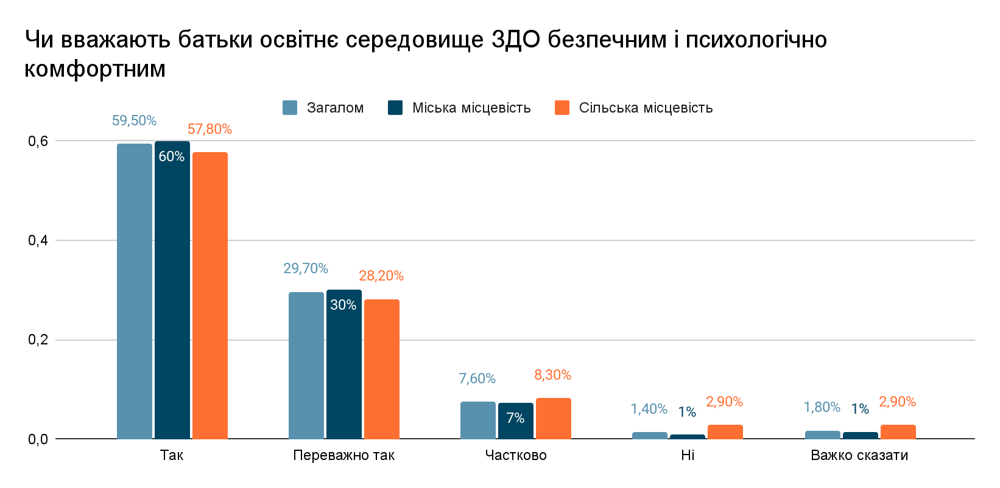 Чи вважають батьки освітнє середовище ЗДО безпечним і психологічно
комфортним
Загалом
Міська місцевість
Сільська місцевість
59,50%
60%
57,80%
29,70%
30%
28,20%
7,60%
7%
8,30%
1,40%
1%
2,90%
1,80%
1%
2,90%
0,6
0,4
0,2
0,0
Так
Переважно так
Частково
Ні
Важко сказати